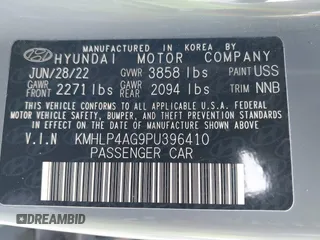 MANUFACTURED IN KOREA BY
HYUNDAI MOTOR COMPANY
JUN/28/22 GVWR 3858 lbs PAINT USS
GAWR FRONT 2271 lbs GAWR REAR 2094 lbs TRIM NNB
THIS VEHICLE CONFORMS TO ALL APPLICABLE U.S. FEDERAL
MOTOR VEHICLE SAFETY, BUMPER, AND THEFT PREVENTION
STANDARDS IN EFFECT ON THE DATE OF MANUFACTURE
SHOWN ABOVE.
V.I.N KMHLP4AG9PU396410
PASSENGER CAR
DREAMBID